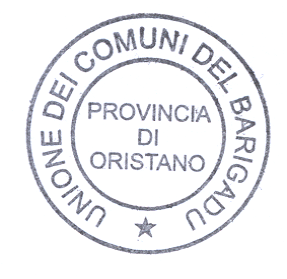 UNIONE DEI COMUNI DEL BARIGADU
PROVINCIA
DI
ORISTANO